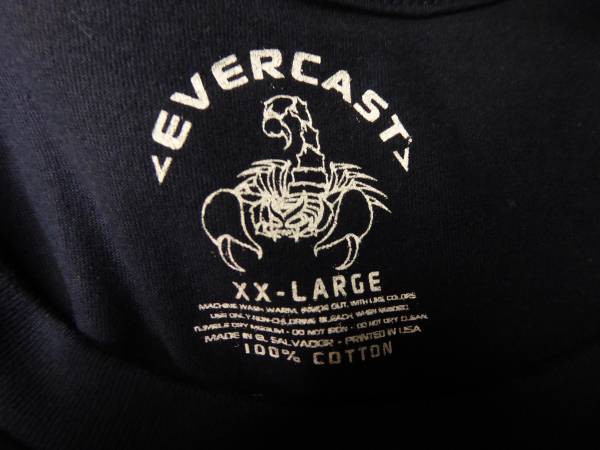 <EVERCAST>
XX-LARGE
MACHINE WASH WARM, INSIDE OUT, WITH LIKE COLORS
USE ONLY NON-CHLORINE BLEACH WHEN NEEDED
TUMBLE DRY MEDIUM • DO NOT IRON • DO NOT DRY CLEAN
MADE IN EL SALVADOR - PRINTED IN USA
100% COTTON